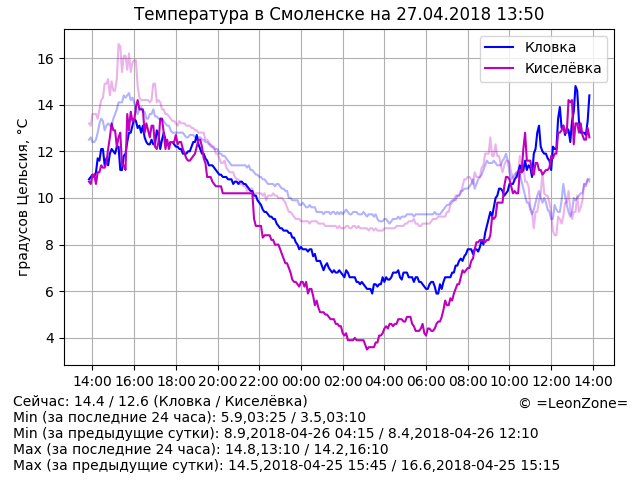 Температура в Смоленске на 27.04.2018 13:50
Кловка
Киселёвка
градусов Цельсия, °C
16
14
12
10
8
6
4
14:00 16:00 18:00 20:00 22:00 00:00 02:00 04:00 06:00 08:00 10:00 12:00 14:00
© =LeonZone=
Сейчас: 14.4 / 12.6 (Кловка / Киселёвка)
Min (за последние 24 часа): 5.9,03:25 / 3.5,03:10
Min (за предыдущие сутки): 8.9,2018-04-26 04:15 / 8.4,2018-04-26 12:10
Max (за последние 24 часа): 14.8,13:10 / 14.2,16:10
Max (за предыдущие сутки): 14.5,2018-04-25 15:45 / 16.6,2018-04-25 15:15